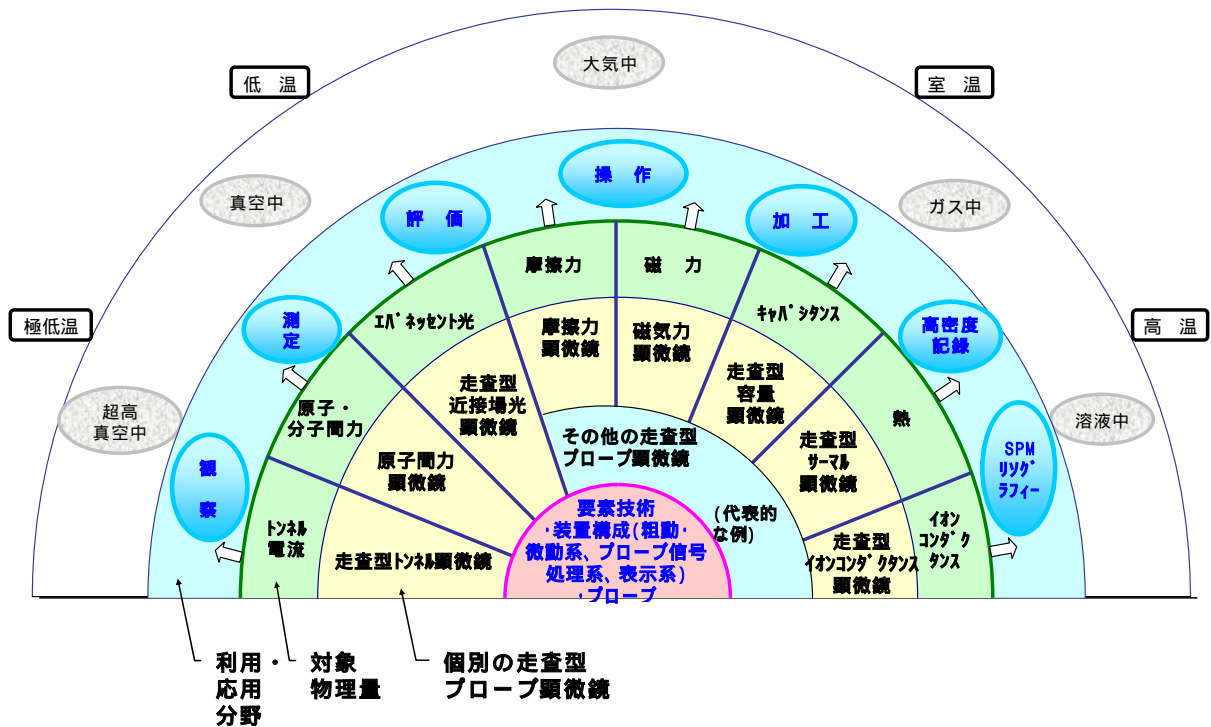 大気中
低　温
室　温
操　作
真空中
評　価
加　工
ガス中
摩擦力
磁　力
極低温
測
定
ｴﾊﾞﾈｯｾﾝﾄ光
摩擦力
顕微鏡
磁気力
顕微鏡
ｷｬﾊﾟｼﾀﾝｽ
高密度
記録
高　温
超高
真空中
原子・
分子間力
走査型
近接場光
顕微鏡
走査型
容量
顕微鏡
熱
溶液中
観
察
原子間力
顕微鏡
その他の走査型
プローブ顕微鏡
走査型
ｻｰﾏﾙ
顕微鏡
SPM
ﾘｿｸﾞ
ﾗﾌｨｰ
ﾄﾝﾈﾙ
電流
走査型ﾄﾝﾈﾙ顕微鏡
要素技術
・装置構成(粗動・
微動系、プローブ信号
処理系、表示系)
・プローブ
(代表的
な例)
走査型
ｲｵﾝｺﾝﾀﾞｸﾀﾝｽ
顕微鏡
ｲｵﾝ
ｺﾝﾀﾞｸ
ﾀﾝｽ
利用・
応用
分野
対象
物理量
個別の走査型
プローブ顕微鏡